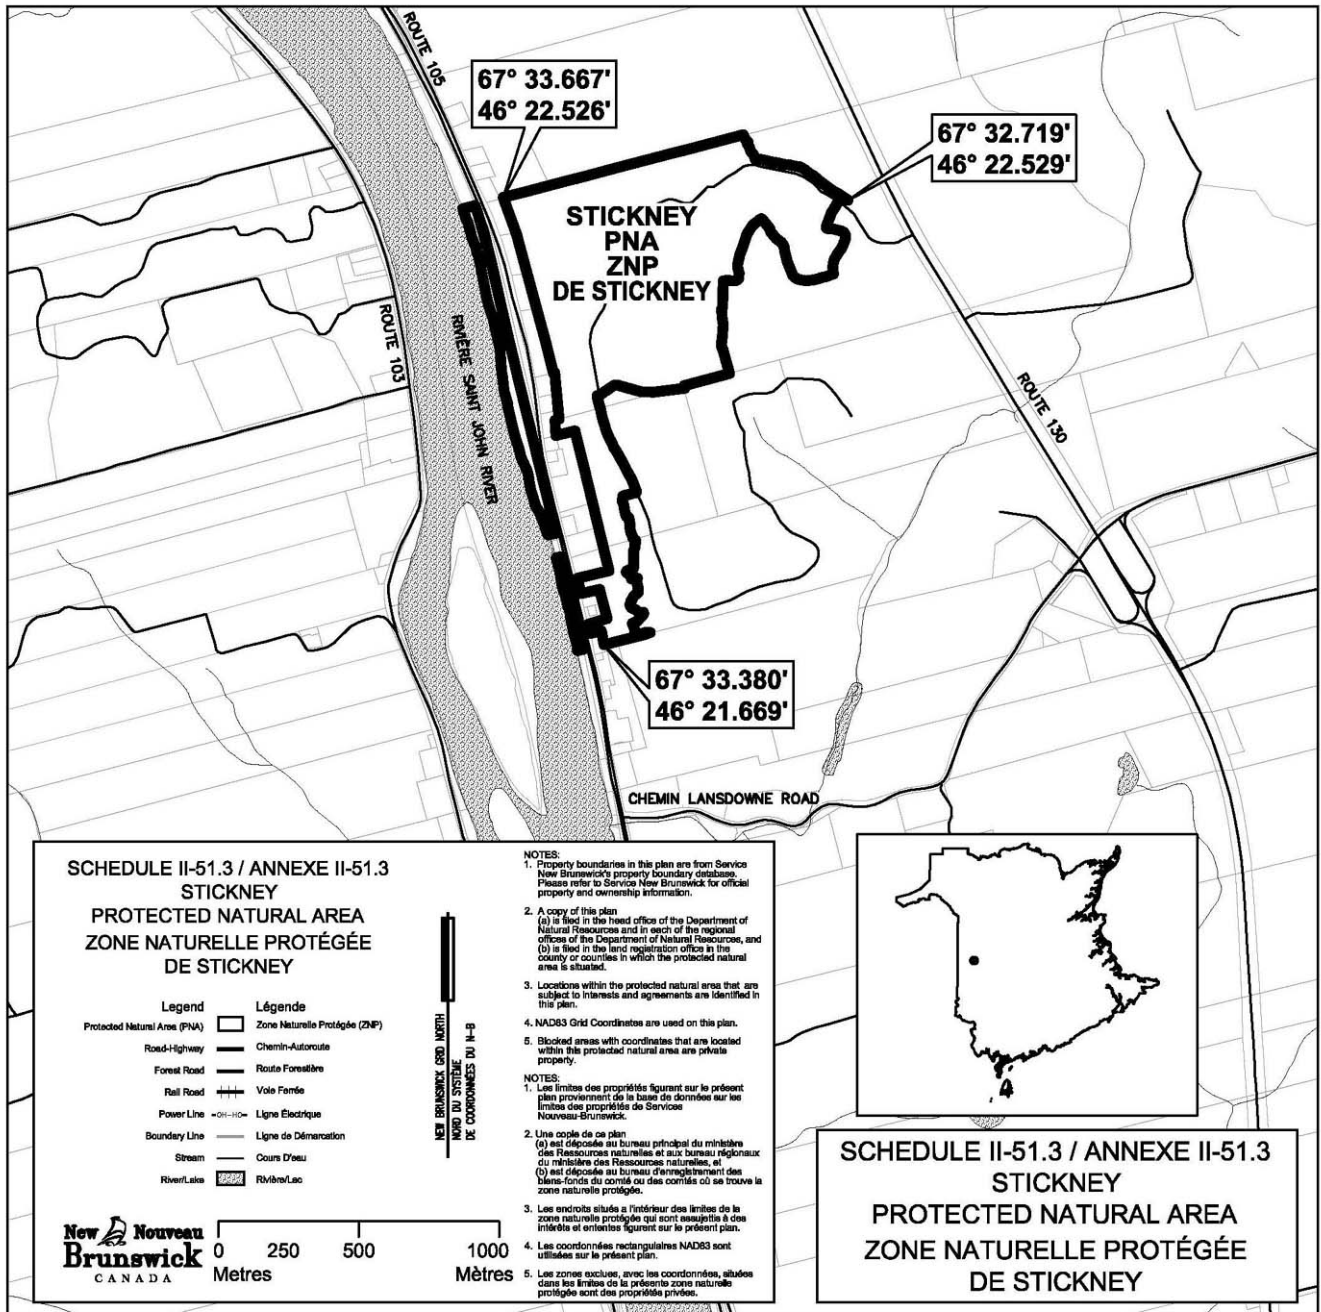 ROUTE 105
67° 33.667'
46° 22.526'
67° 32.719'
46° 22.529'
STICKNEY
PNA
ZNP
DE STICKNEY
ROUTE 103
RIVIÈRE SAINT JOHN RIVER
ROUTE 130
67° 33.380'
46° 21.669'
CHEMIN LANSDOWNE ROAD
SCHEDULE II-51.3 / ANNEXE II-51.3
STICKNEY
PROTECTED NATURAL AREA
ZONE NATURELLE PROTÉGÉE
DE STICKNEY
Legend Légende
Protected Natural Area (PNA) Zone Naturelle Protégée (ZNP)
Road-Highway Chemin-Autoroute
Forest Road Route Forestière
Rail Road Voie Ferrée
Power Line -OH-HO- Ligne Électrique
Boundary Line Ligne de Démarcation
Stream Cours D'eau
River/Lake Rivière/Lac
NEW BRUNSWICK GRID NORTH
NORD DU SYSTÈME
DE COORDONNÉES DU N-B
New Nouveau
Brunswick
CANADA
0 250 500 1000
Metres Mètres
NOTES:
1. Property boundaries in this plan are from Service
New Brunswick's property boundary database.
Please refer to Service New Brunswick for official
property and ownership information.
2. A copy of this plan
(a) is filed in the head office of the Department of
Natural Resources and in each of the regional
offices of the Department of Natural Resources, and
(b) is filed in the land registration office in the
county or counties in which the protected natural
area is situated.
3. Locations within the protected natural area that are
subject to interests and agreements are identified in
this plan.
4. NAD83 Grid Coordinates are used on this plan.
5. Blocked areas with coordinates that are located
within this protected natural area are private
property.
NOTES:
1. Les limites des propriétés figurant sur le présent
plan proviennent de la base de données sur les
limites des propriétés de Services
Nouveau-Brunswick.
2. Une copie de ce plan
(a) est déposée au bureau principal du ministère
des Ressources naturelles et aux bureau régionaux
du ministère des Ressources naturelles, et
(b) est déposée au bureau d'enregistrement des
biens-fonds du comté ou des comtés où se trouve la
zone naturelle protégée.
3. Les endroits situés a l'intérieur des limites de la
zone naturelle protégée qui sont assujettis à des
intérêts et ententes figurent sur le présent plan.
4. Les coordonnées rectangulaires NAD83 sont
utilisées sur le présent plan.
5. Les zones exclues, avec les coordonnées, situées
dans les limites de la présente zone naturelle
protégée sont des propriétés privées.
SCHEDULE II-51.3 / ANNEXE II-51.3
STICKNEY
PROTECTED NATURAL AREA
ZONE NATURELLE PROTÉGÉE
DE STICKNEY